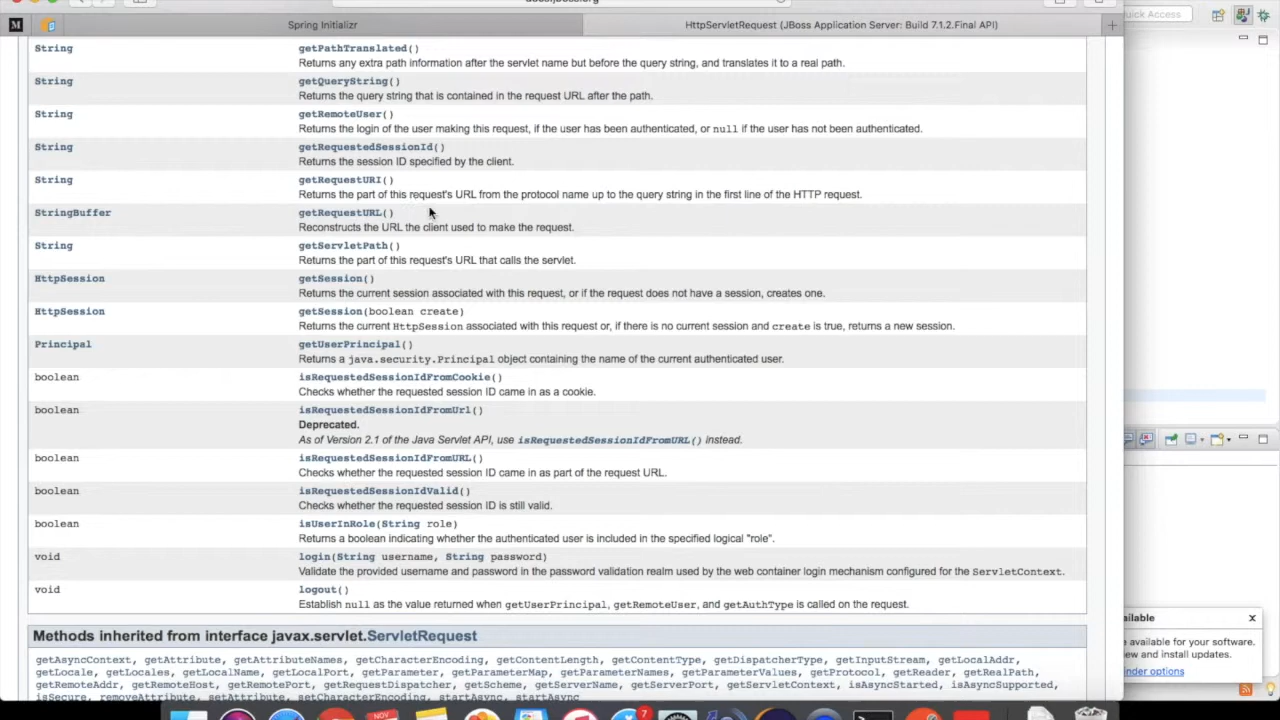 Spring Initializr
HttpServletRequest (JBoss Application Server: Build 7.1.2.Final API)
uick Access
String getPathTranslated()
Returns any extra path information after the servlet name but before the query string, and translates it to a real path.
String getQueryString()
Returns the query string that is contained in the request URL after the path.
String getRemoteUser()
Returns the login of the user making this request, if the user has been authenticated, or null if the user has not been authenticated.
String getRequestedSessionId()
Returns the session ID specified by the client.
String getRequestURI()
Returns the part of this request's URL from the protocol name up to the query string in the first line of the HTTP request.
StringBuffer getRequestURL()
Reconstructs the URL the client used to make the request.
String getServletPath()
Returns the part of this request's URL that calls the servlet.
HttpSession getSession()
Returns the current session associated with this request, or if the request does not have a session, creates one.
HttpSession getSession(boolean create)
Returns the current HttpSession associated with this request or, if there is no current session and create is true, returns a new session.
Principal getUserPrincipal()
Returns a java.security.Principal object containing the name of the current authenticated user.
boolean isRequestedSessionIdFromCookie()
Checks whether the requested session ID came in as a cookie.
boolean isRequestedSessionIdFromUrl()
Deprecated.
As of Version 2.1 of the Java Servlet API, use isRequestedSessionIdFromURL() instead.
boolean isRequestedSessionIdFromURL()
Checks whether the requested session ID came in as part of the request URL.
boolean isRequestedSessionIdValid()
Checks whether the requested session ID is still valid.
boolean isUserInRole(String role)
Returns a boolean indicating whether the authenticated user is included in the specified logical "role".
void login(String username, String password)
Validate the provided username and password in the password validation realm used by the web container login mechanism configured for the ServletContext.
void logout()
Establish null as the value returned when getUserPrincipal, getRemoteUser, and getAuthType is called on the request.
Methods inherited from interface javax.servlet.ServletRequest
getAsyncContext, getAttribute, getAttributeNames, getCharacterEncoding, getContentLength, getContentType, getDispatcherType, getInputStream, getLocalAddr,
getLocale, getLocales, getLocalName, getLocalPort, getParameter, getParameterMap, getParameterNames, getParameterValues, getProtocol, getReader, getRealPath,
getRemoteAddr, getRemoteHost, getRemotePort, getRequestDispatcher, getScheme, getServerName, getServerPort, getServletContext, isAsyncStarted, isAsyncSupported,
isSecure, removeAttribute, setAttribute, setCharacterEncoding, startAsync, startAsync
ailable
e available for your software.
ew and install updates.
inder options
NOV
7